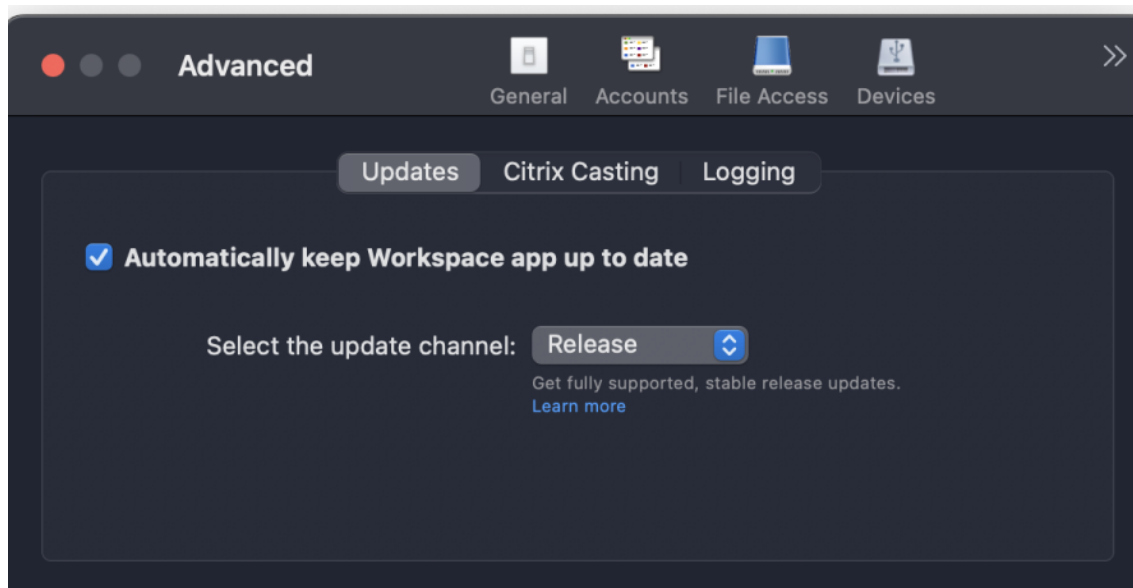 Advanced
General Accounts File Access Devices
Updates Citrix Casting Logging
Automatically keep Workspace app up to date
Select the update channel: Release
Get fully supported, stable release updates.
Learn more